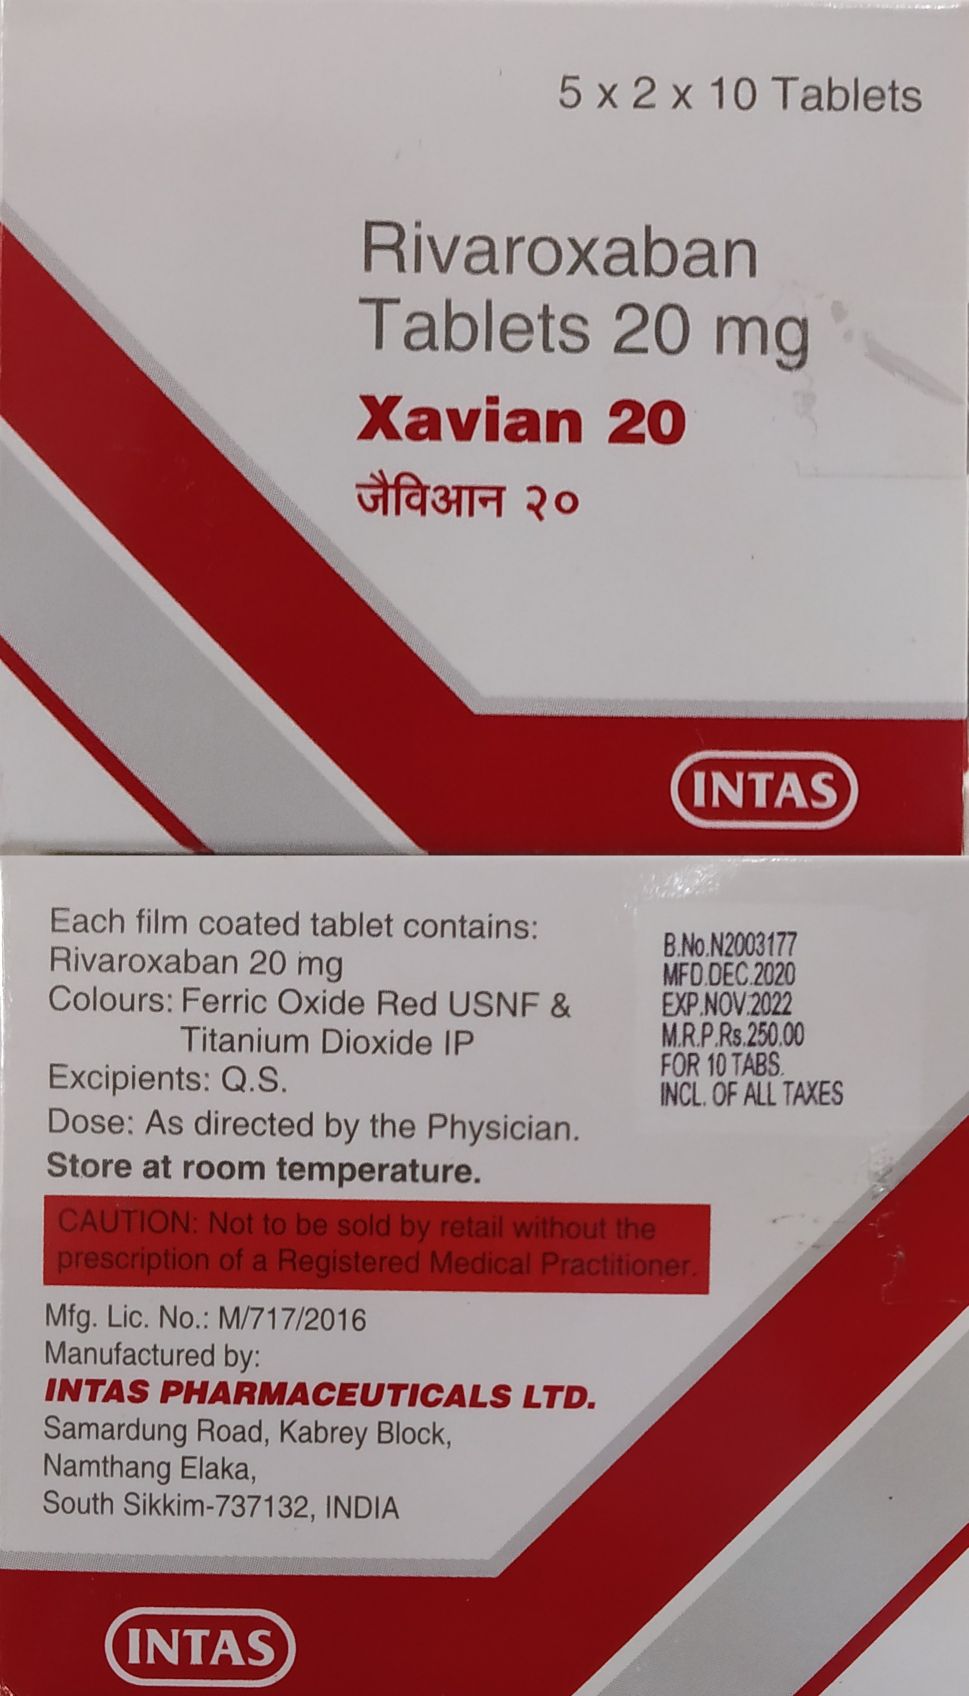 5 x 2 x 10 Tablets
Rivaroxaban
Tablets 20 mg
Xavian 20
जैविआन २०
INTAS
Each film coated tablet contains:
Rivaroxaban 20 mg
Colours: Ferric Oxide Red USNF &
Titanium Dioxide IP
Excipients: Q.S.
Dose: As directed by the Physician.
Store at room temperature.
CAUTION: Not to be sold by retail without the
prescription of a Registered Medical Practitioner.
Mfg. Lic. No.: M/717/2016
Manufactured by:
INTAS PHARMACEUTICALS LTD.
Samardung Road, Kabrey Block,
Namthang Elaka,
South Sikkim-737132, INDIA
B.No.N2003177
MFD.DEC.2020
EXP.NOV.2022
M.R.P.Rs.250.00
FOR 10 TABS.
INCL. OF ALL TAXES
INTAS